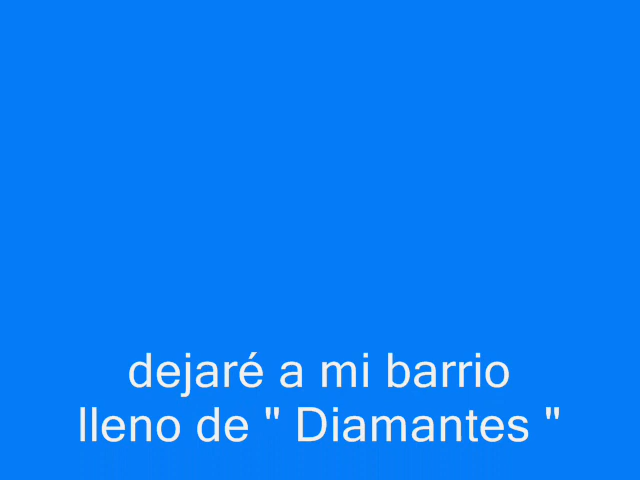 dejaré a mi barrio
lleno de " Diamantes "